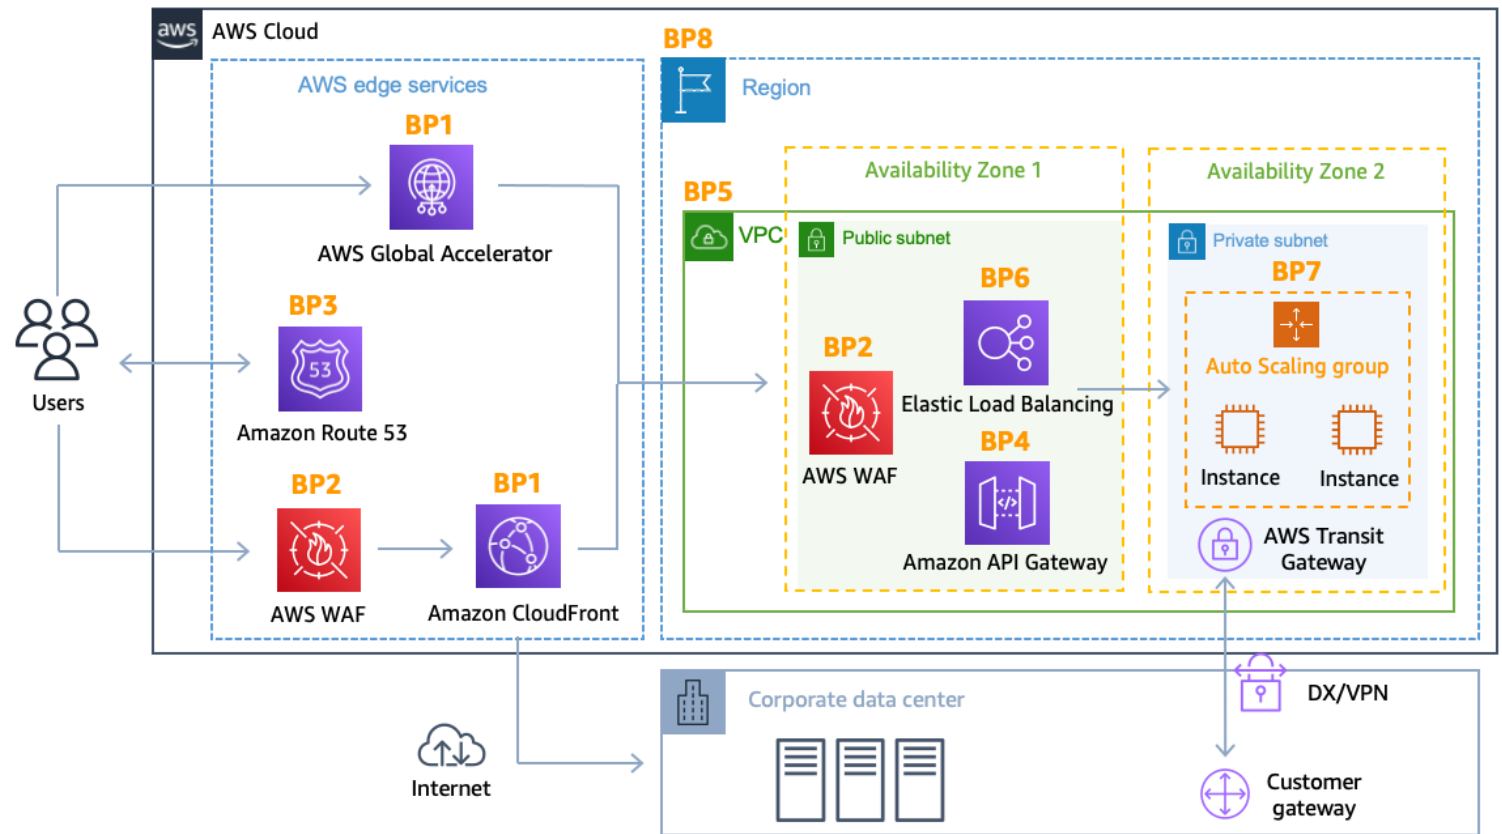 aws
AWS Cloud
BP8
AWS edge services
Region
BP1
AWS Global Accelerator
BP3
53
Amazon Route 53
Users
BP2
AWS WAF
BP1
Amazon CloudFront
Availability Zone 1
Availability Zone 2
BP5
VPC
Public subnet
Private subnet
BP6
Elastic Load Balancing
BP2
AWS WAF
BP4
Amazon API Gateway
BP7
Auto Scaling group
Instance
Instance
AWS Transit
Gateway
DX/VPN
Corporate data center
Internet
Customer
gateway